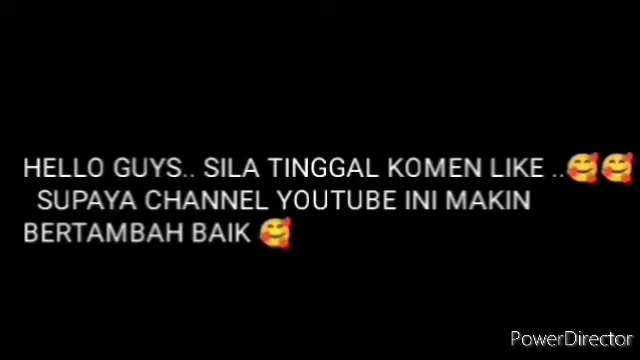 HELLO GUYS.. SILA TINGGAL KOMEN LIKE ..🥰🥰
SUPAYA CHANNEL YOUTUBE INI MAKIN
BERTAMBAH BAIK 🥰
PowerDirector